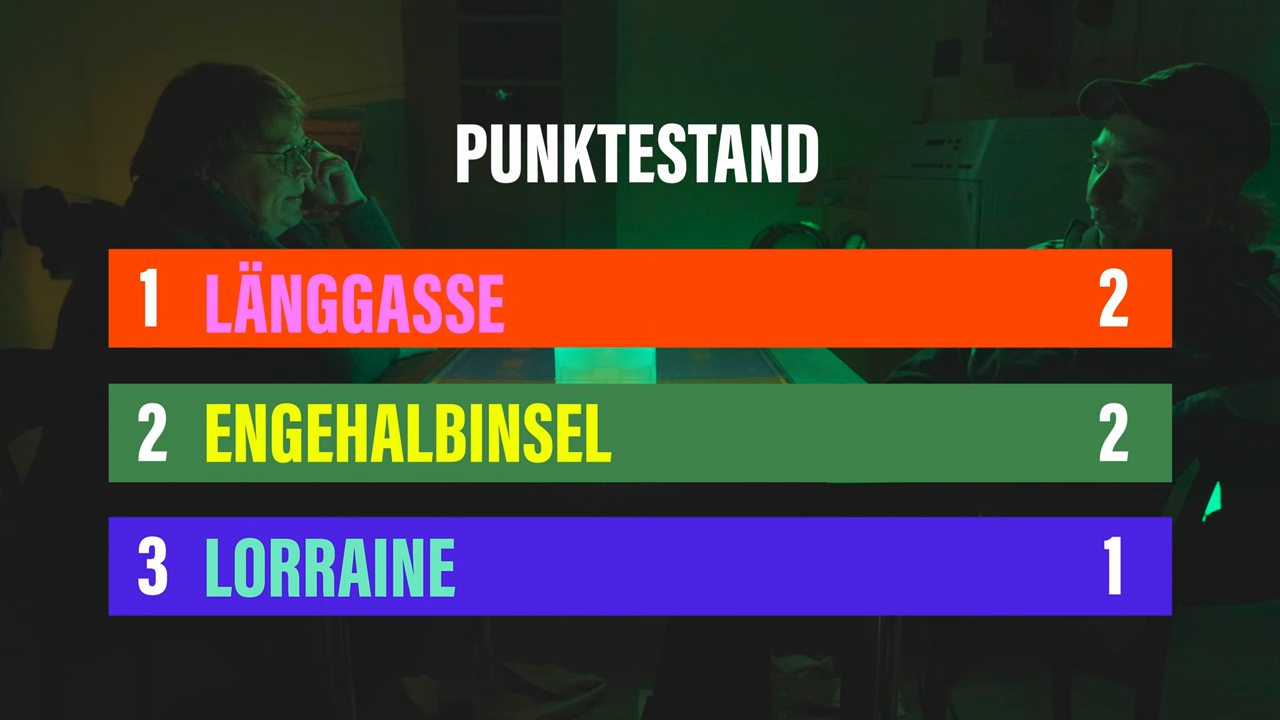 PUNKTESTAND
1 LÄNGGASSE 2
2 ENGEHALBINSEL 2
3 LORRAINE 1